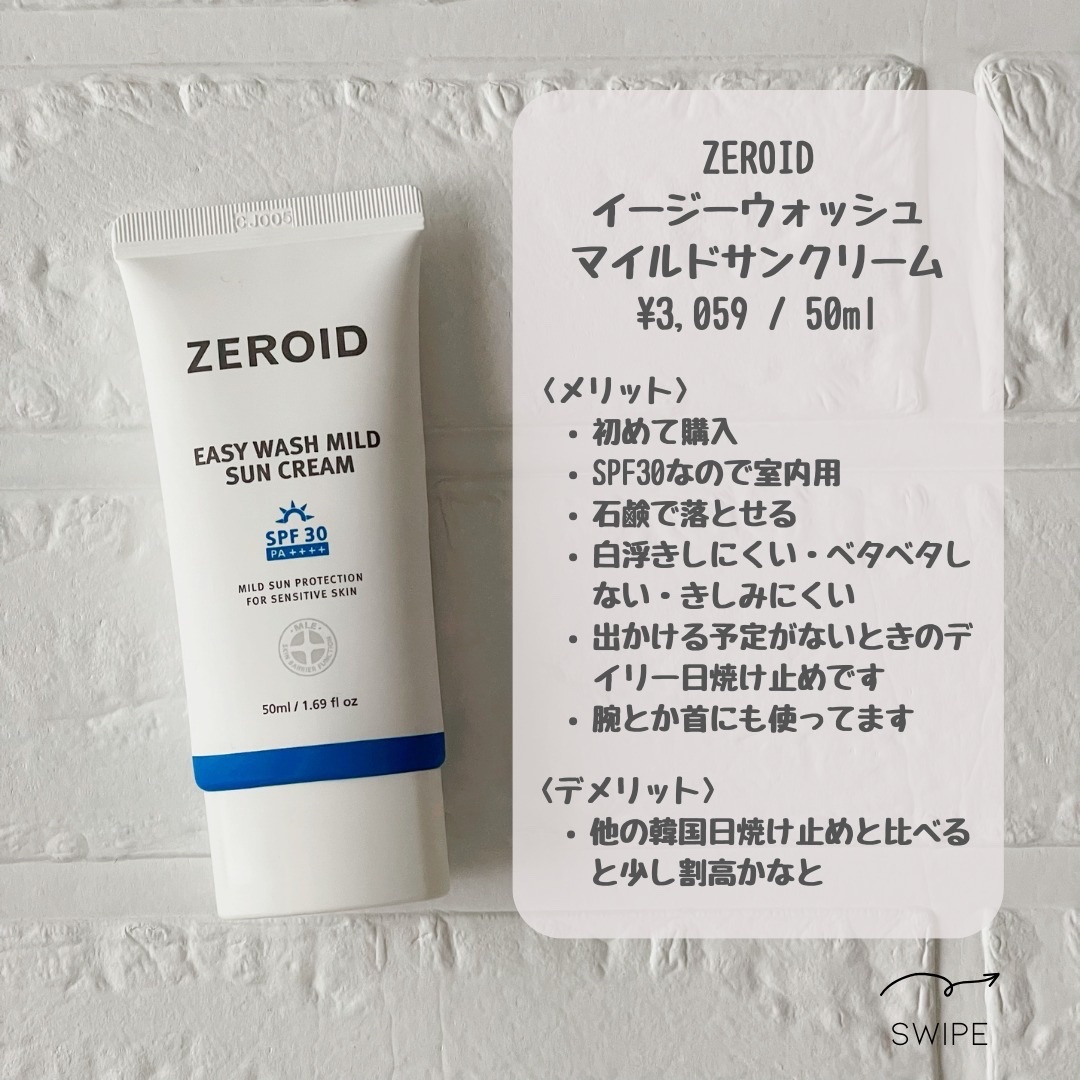 CJ005
ZEROID
EASY WASH MILD
SUN CREAM
SPF 30
PA ++++
MILD SUN PROTECTION
FOR SENSITIVE SKIN
MLE
SKIN BARRIER FUNCTION
50ml / 1.69 fl oz
ZEROID
イージーウォッシュ
マイルドサンクリーム
¥3,059 / 50ml
〈メリット〉
• 初めて購入
• SPF30なので室内用
• 石鹸で落とせる
• 白浮きしにくい・ベタベタし
ない・きしみにくい
• 出かける予定がないときのデ
イリー日焼け止めです
• 腕とか首にも使ってます
〈デメリット〉
• 他の韓国日焼け止めと比べる
と少し割高かなと
SWIPE